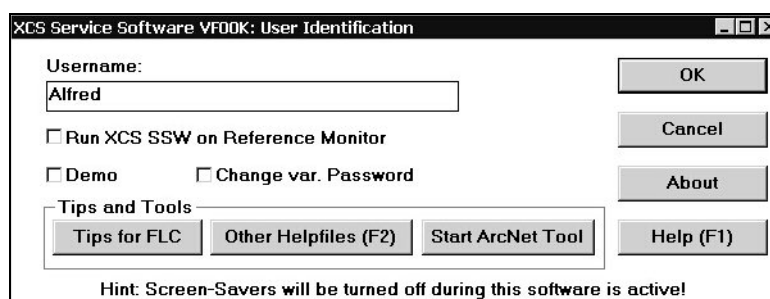 XCS Service Software VF00K: User Identification
Username:
Alfred
OK
Run XCS SSW on Reference Monitor
Cancel
Demo
Change var. Password
About
Tips and Tools
Tips for FLC
Other Helpfiles (F2)
Start ArcNet Tool
Help (F1)
Hint: Screen-Savers will be turned off during this software is active!